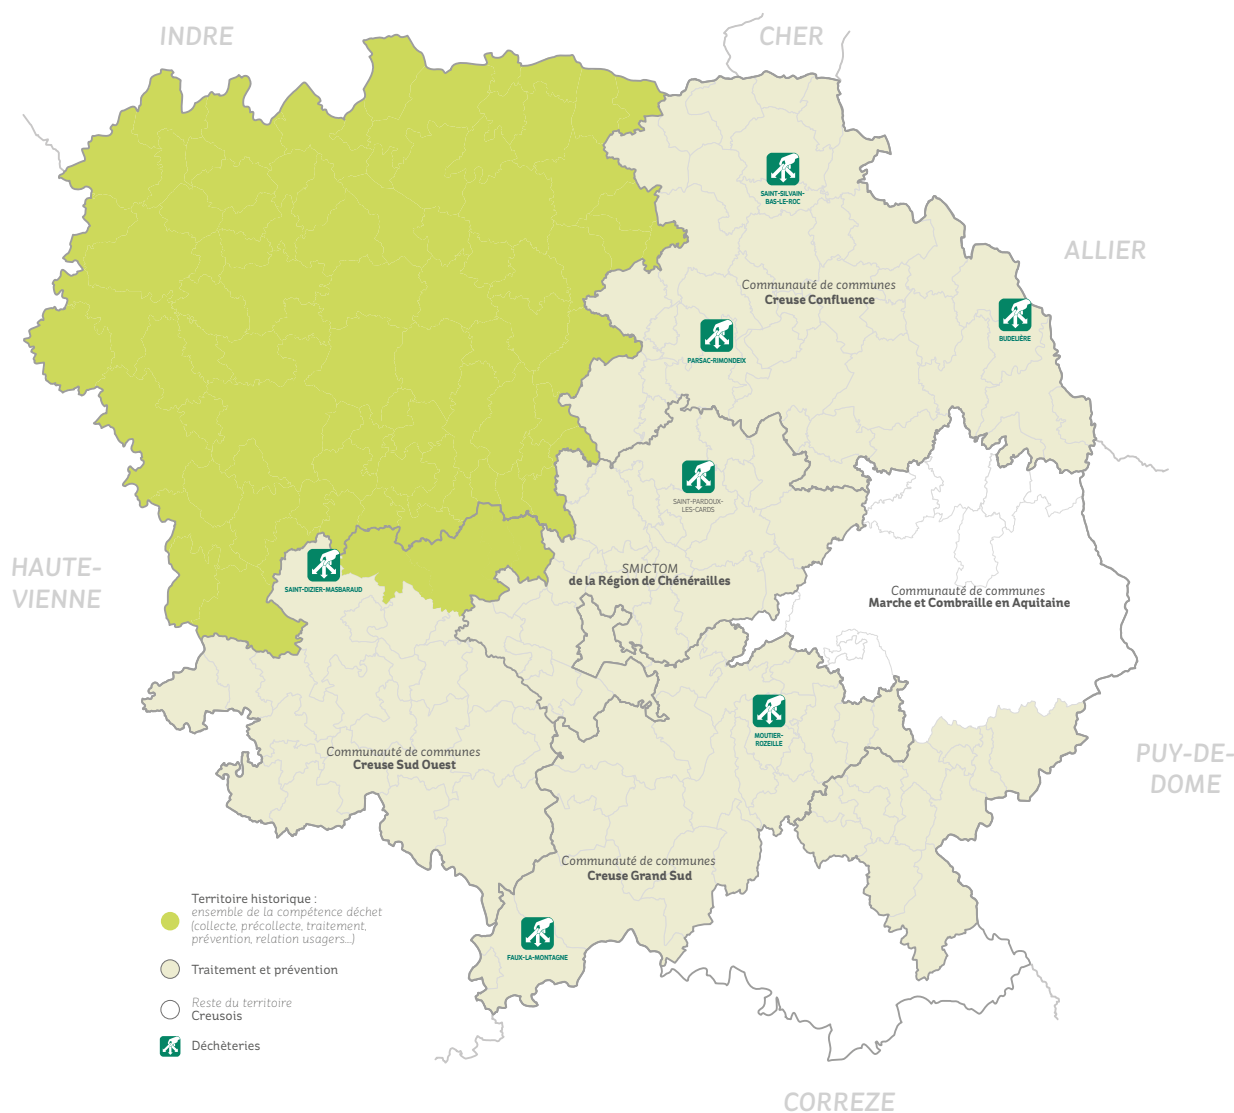 INDRE
CHER
SAINT-SILVAIN-
BAS-LE-ROC
ALLIER
Communauté de communes
Creuse Confluence
BUDELIÈRE
PARSAC-RIMONDEIX
SAINT-PARDOUX-
LES-CARDS
HAUTE-
VIENNE
SAINT-DIZIER-MASBARAUD
SMICTOM
de la Région de Chénérailles
Communauté de communes
Marche et Combraille en Aquitaine
MOUTIER-
ROZEILLE
Communauté de communes
Creuse Sud Ouest
PUY-DE-
DOME
Communauté de communes
Creuse Grand Sud
FAUX-LA-MONTAGNE
Territoire historique :
ensemble de la compétence déchet
(collecte, précollecte, traitement,
prévention, relation usagers...)
Traitement et prévention
Reste du territoire
Creusois
Déchèteries
CORREZE